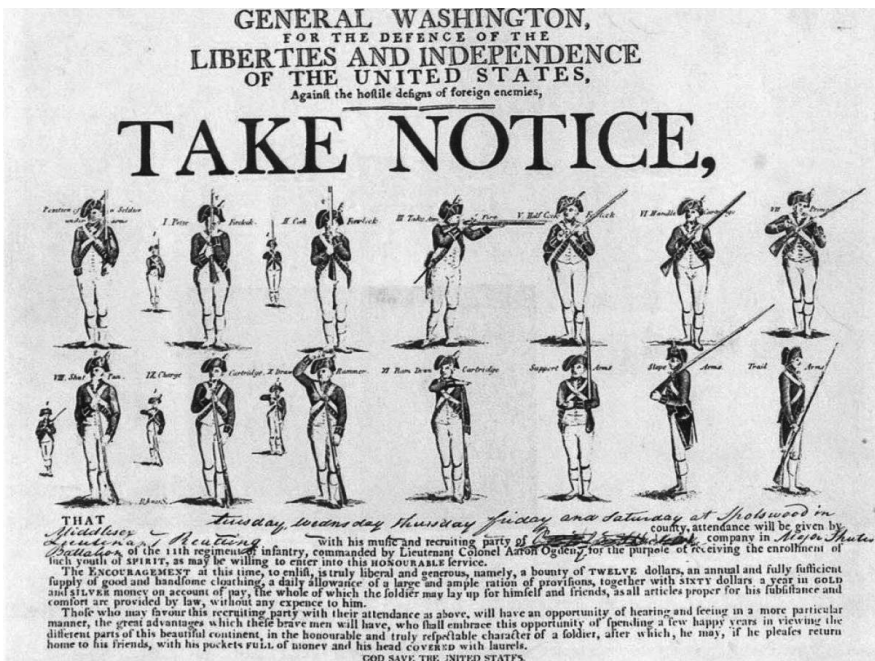 GENERAL WASHINGTON,
FOR THE DEFENCE OF THE
LIBERTIES AND INDEPENDENCE
OF THE UNITED STATES,
Againſt the hoſtile deſigns of foreign enemies,
TAKE NOTICE,
Poſition of a Soldier under arms
I Poize Firelock
II Cock Firelock
III Take Aim Fire
V. Half Cock Firelock
VI Handle Cartridge
VII Prime
VIII. Shut Pan.
IX. Charge Cartridge.
X Draw Rammer.
XI Ram Down Cartridge
Support Arms
Slope Arms
Trail Arms
THAT tuesday, wednsday thursday friday and saturday at Spotswood in
Middlesex county, attendance will be given by
Lieutenant Reatting with his muſic and recruiting party of company in Major Shutes
Battalion of the 11th regiment of infantry, commanded by Lieutenant Colonel Aaron Ogden, for the purpoſe of receiving the enrollment of
ſuch youth of SPIRIT, as may be willing to enter into this HONOURABLE ſervice.
The ENCOURAGEMENT at this time, to enliſt, is truly liberal and generous, namely, a bounty of TWELVE dollars, an annual and fully ſufficient
ſupply of good and handſome cloathing, a daily allowance of a large and ample ration of proviſions, together with SIXTY dollars a year in GOLD
and SILVER money on account of pay, the whole of which the ſoldier may lay up for himſelf and friends, as all articles proper for his ſubſiſtance and
comfort are provided by law, without any expence to him.
Thoſe who may favour this recruiting party with their attendance as above, will have an opportunity of hearing and ſeeing in a more particular
manner, the great advantages which theſe brave men will have, who ſhall embrace this opportunity of ſpending a few happy years in viewing the
different parts of this beautiful continent, in the honourable and truly reſpectable character of a ſoldier, after which, he may, if he pleaſes return
home to his friends, with his pockets FULL of money and his head COVERED with laurels.
GOD SAVE THE UNITED STATES.